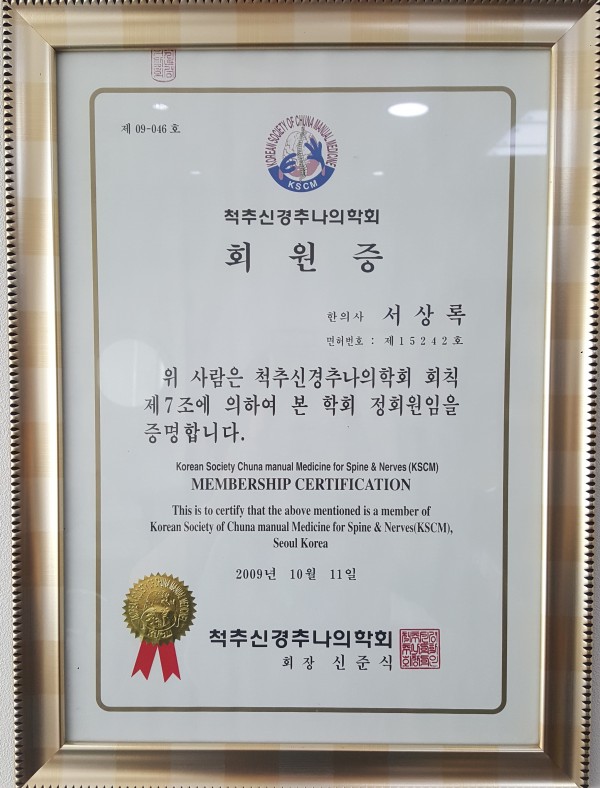 제 09-046 호
KOREAN SOCIETY OF CHUNA MANUAL MEDICINE
KSCM
척추신경추나의학회
회 원 증
한의사 서 상 록
면허번호 : 제 1 5 2 4 2 호
위 사람은 척추신경추나의학회 회칙
제7조에 의하여 본 학회 정회원임을
증명합니다.
Korean Society Chuna manual Medicine for Spine & Nerves (KSCM)
MEMBERSHIP CERTIFICATION
This is to certify that the above mentioned is a member of
Korean Society of Chuna manual Medicine for Spine & Nerves(KSCM),
Seoul Korea
2009년 10월 11일
척추신경추나의학회
회 장 신 준 식